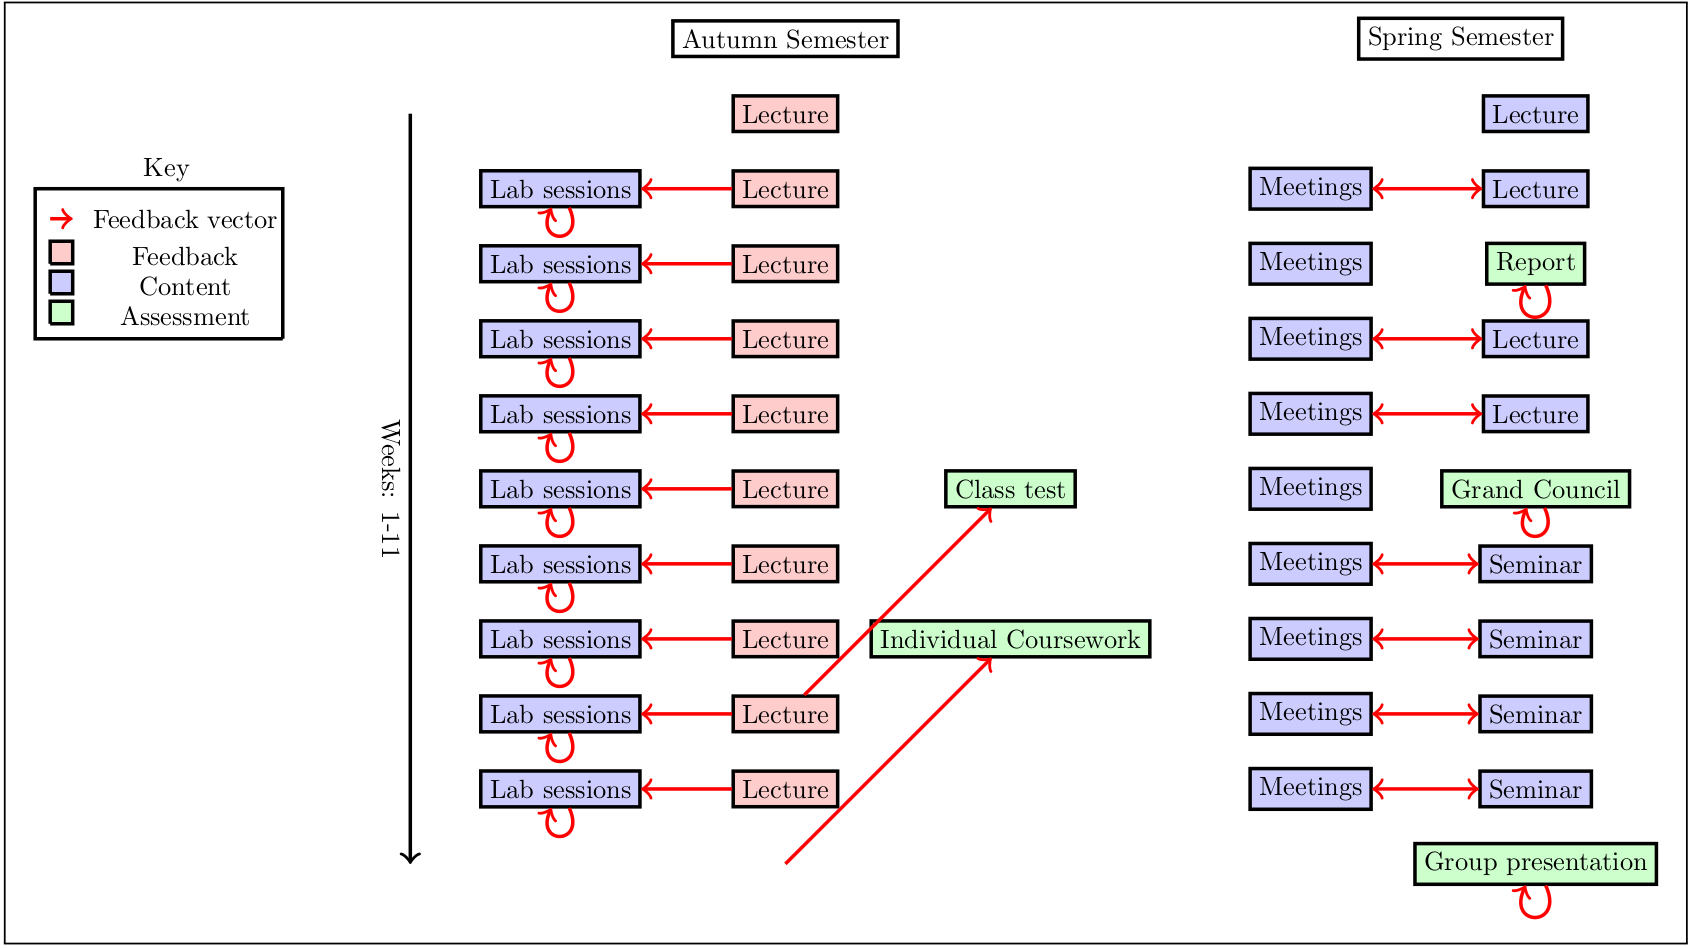 Autumn Semester
Spring Semester
Lecture
Lecture
Key
Feedback vector
Feedback
Content
Assessment
Weeks: 1-11
Lab sessions
Lecture
Meetings
Lecture
Lab sessions
Lecture
Meetings
Report
Lab sessions
Lecture
Meetings
Lecture
Lab sessions
Lecture
Meetings
Lecture
Lab sessions
Lecture
Class test
Meetings
Grand Council
Lab sessions
Lecture
Meetings
Seminar
Lab sessions
Lecture
Individual Coursework
Meetings
Seminar
Lab sessions
Lecture
Meetings
Seminar
Lab sessions
Lecture
Meetings
Seminar
Group presentation